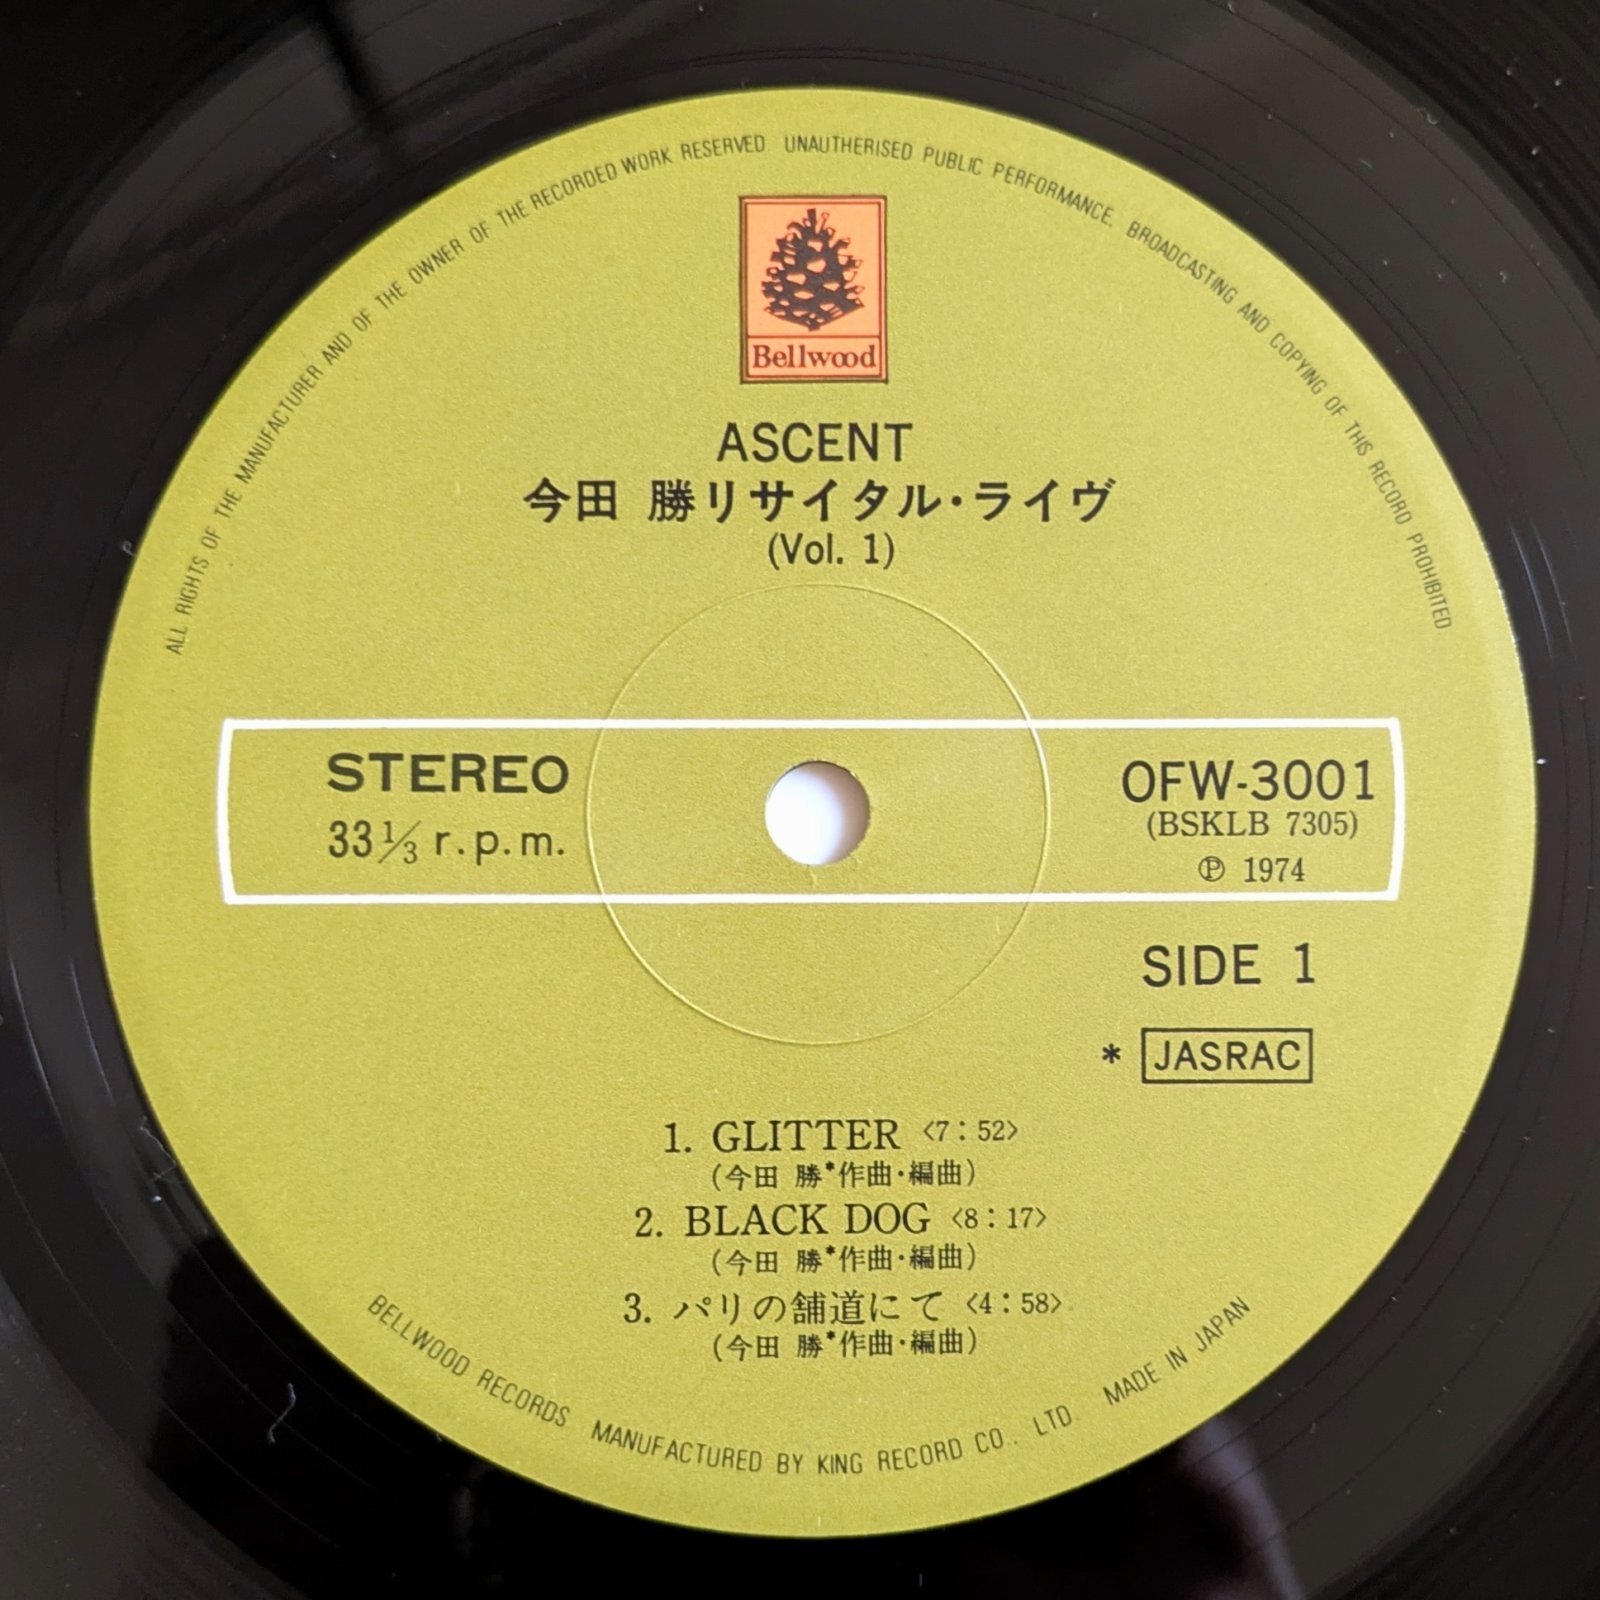 ALL RIGHTS OF THE MANUFACTURER AND OF THE OWNER OF THE RECORDED WORK RESERVED UNAUTHERISED PUBLIC PERFORMANCE. BROADCASTING AND COPYING OF THIS RECORD PROHIBITED
Bellwood
ASCENT
今田 勝リサイタル・ライヴ
(Vol. 1)
STEREO
33 1/3 r.p.m.
OFW-3001
(BSKLB 7305)
Ⓟ 1974
SIDE 1
* JASRAC
1. GLITTER 〈7:52〉
(今田 勝*作曲・編曲)
2. BLACK DOG 〈8:17〉
(今田 勝*作曲・編曲)
3. パリの舗道にて 〈4:58〉
(今田 勝*作曲・編曲)
BELLWOOD RECORDS MANUFACTURED BY KING RECORD CO., LTD. MADE IN JAPAN